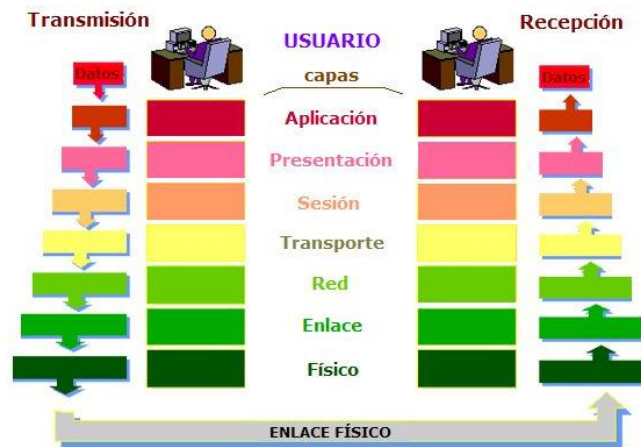 Transmisión
Recepción
USUARIO
capas
Datos
Datos
Aplicación
Presentación
Sesión
Transporte
Red
Enlace
Físico
ENLACE FÍSICO